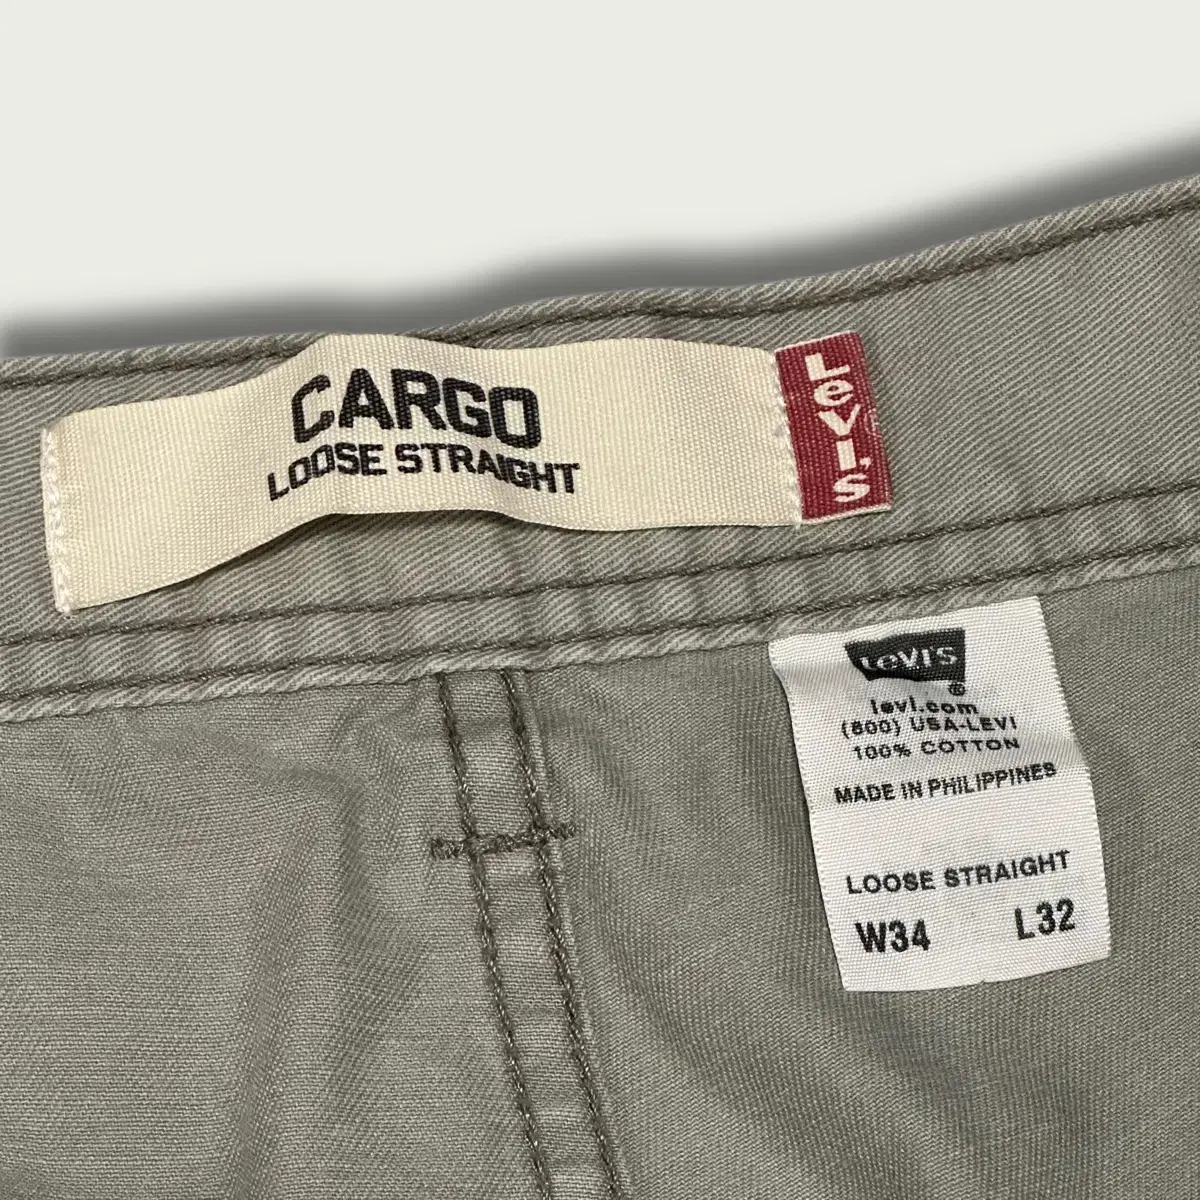 CARGO
LOOSE STRAIGHT
Levi's
Levi's
®
levi.com
(800) USA-LEVI
100% COTTON
MADE IN PHILIPPINES
LOOSE STRAIGHT
W34 L32